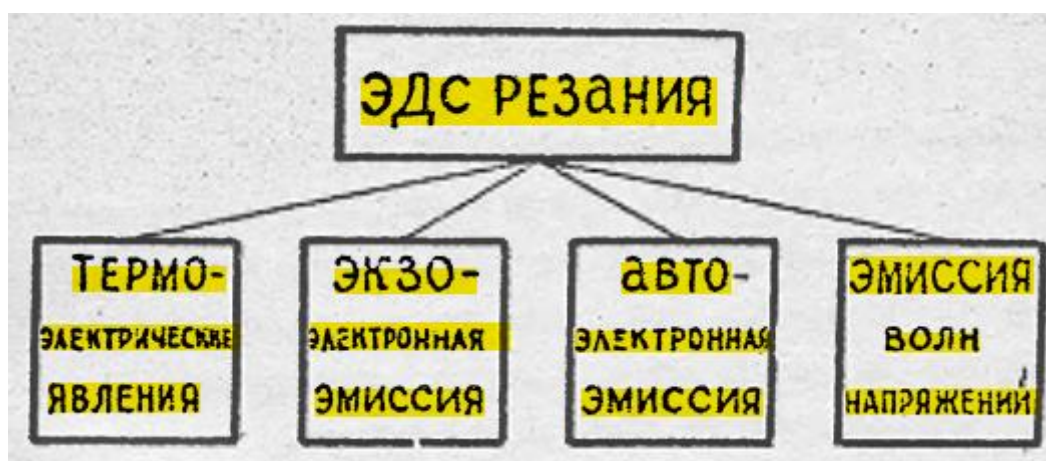 ЭДС РЕЗАНИЯ
ТЕРМО-
ЭЛЕКТРИЧЕСКИЕ
ЯВЛЕНИЯ
ЭКЗО-
ЭЛЕКТРОННАЯ
ЭМИССИЯ
АВТО-
ЭЛЕКТРОННАЯ
ЭМИССИЯ
ЭМИССИЯ
ВОЛН
НАПРЯЖЕНИЙ